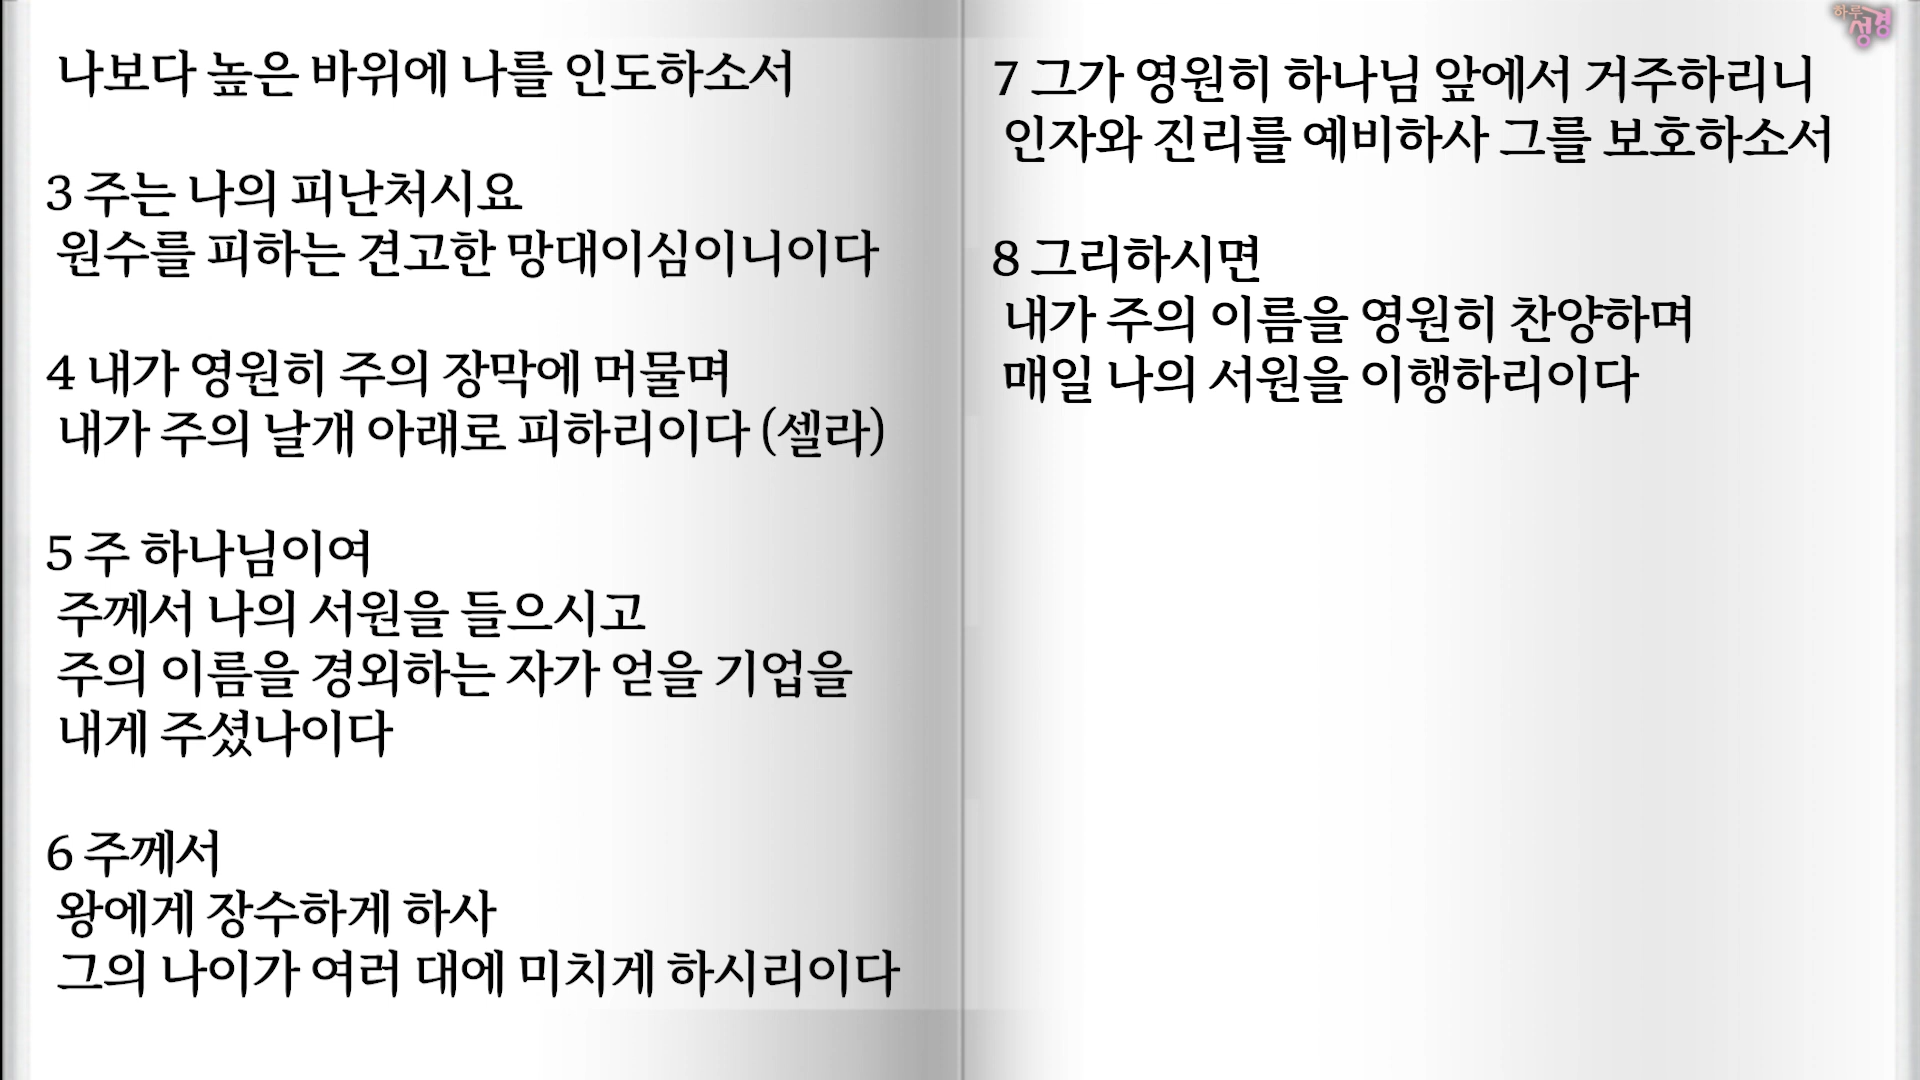 나보다 높은 바위에 나를 인도하소서
3 주는 나의 피난처시요
원수를 피하는 견고한 망대이심이니이다
4 내가 영원히 주의 장막에 머물며
내가 주의 날개 아래로 피하리이다 (셀라)
5 주 하나님이여
주께서 나의 서원을 들으시고
주의 이름을 경외하는 자가 얻을 기업을
내게 주셨나이다
6 주께서
왕에게 장수하게 하사
그의 나이가 여러 대에 미치게 하시리이다
7 그가 영원히 하나님 앞에서 거주하리니
인자와 진리를 예비하사 그를 보호하소서
8 그리하시면
내가 주의 이름을 영원히 찬양하며
매일 나의 서원을 이행하리이다
하루
성경